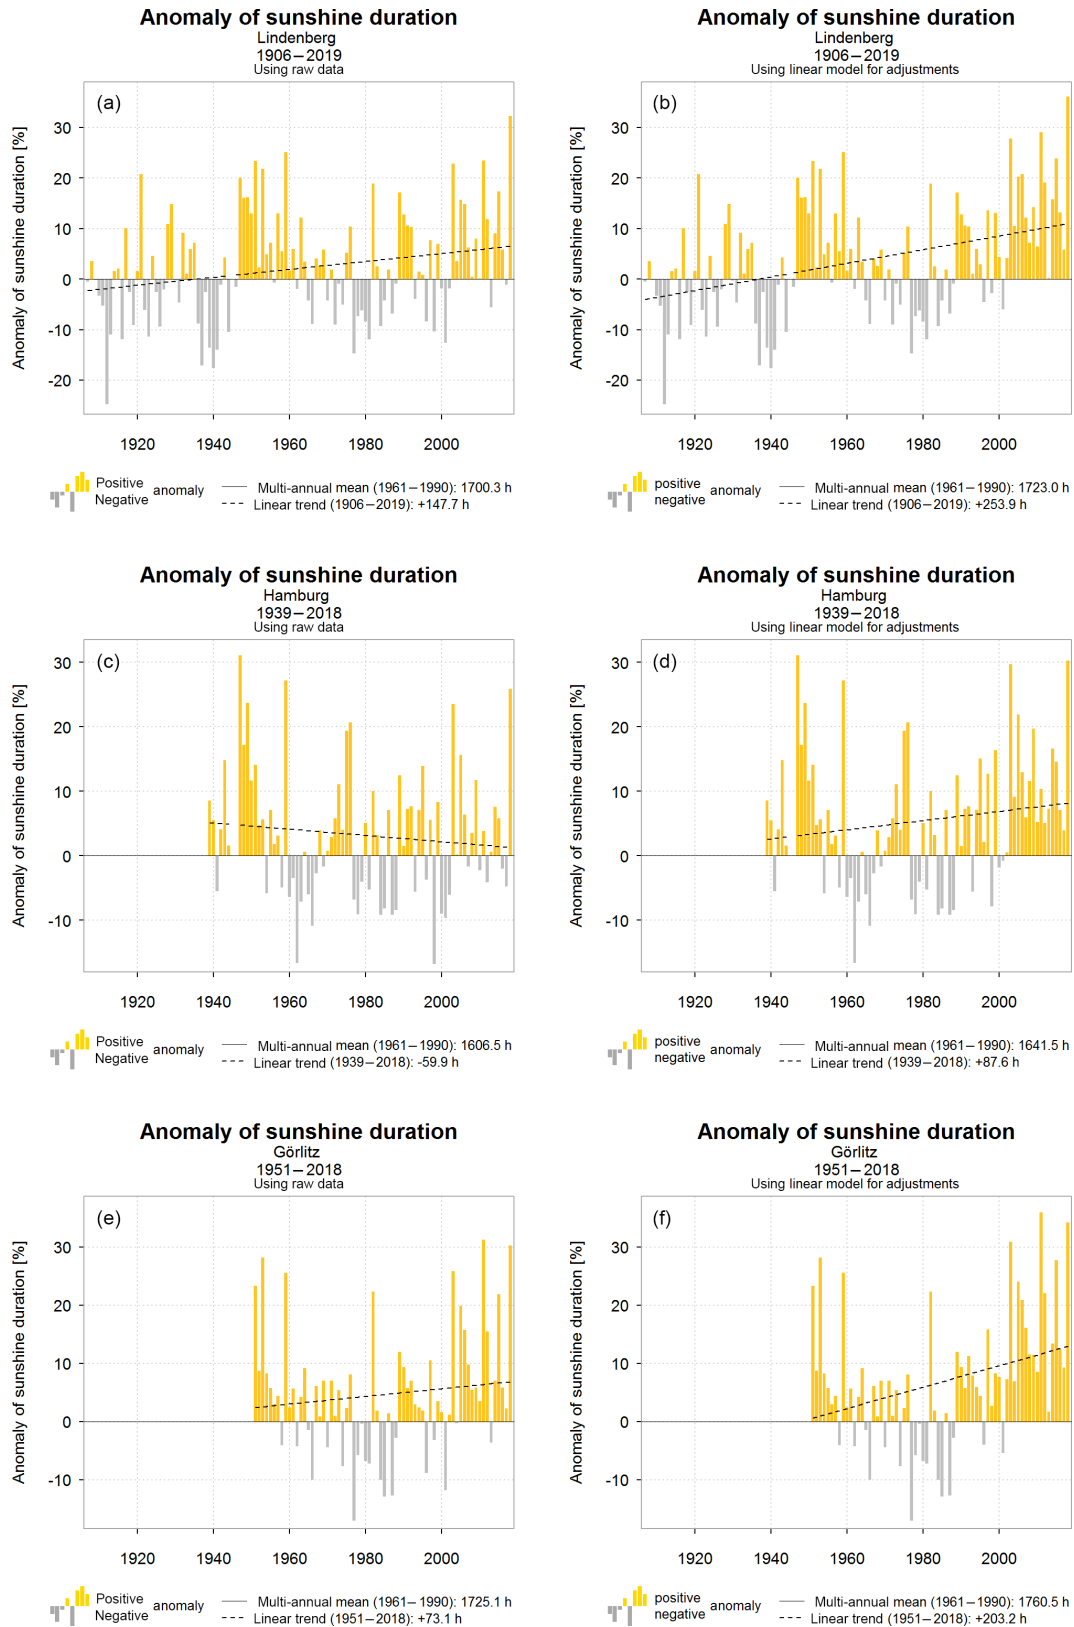 Anomaly of sunshine duration
Lindenberg
1906−2019
Using raw data
(a)
Anomaly of sunshine duration [%]
30
20
10
0
-10
-20
1920 1940 1960 1980 2000
Positive
Negative
anomaly
Multi-annual mean (1961−1990): 1700.3 h
Linear trend (1906−2019): +147.7 h
Anomaly of sunshine duration
Lindenberg
1906−2019
Using linear model for adjustments
(b)
Anomaly of sunshine duration [%]
30
20
10
0
-10
-20
1920 1940 1960 1980 2000
positive
negative
anomaly
Multi-annual mean (1961−1990): 1723.0 h
Linear trend (1906−2019): +253.9 h
Anomaly of sunshine duration
Hamburg
1939−2018
Using raw data
(c)
Anomaly of sunshine duration [%]
30
20
10
0
-10
1920 1940 1960 1980 2000
Positive
Negative
anomaly
Multi-annual mean (1961−1990): 1606.5 h
Linear trend (1939−2018): -59.9 h
Anomaly of sunshine duration
Hamburg
1939−2018
Using linear model for adjustments
(d)
Anomaly of sunshine duration [%]
30
20
10
0
-10
1920 1940 1960 1980 2000
positive
negative
anomaly
Multi-annual mean (1961−1990): 1641.5 h
Linear trend (1939−2018): +87.6 h
Anomaly of sunshine duration
Görlitz
1951−2018
Using raw data
(e)
Anomaly of sunshine duration [%]
30
20
10
0
-10
1920 1940 1960 1980 2000
Positive
Negative
anomaly
Multi-annual mean (1961−1990): 1725.1 h
Linear trend (1951−2018): +73.1 h
Anomaly of sunshine duration
Görlitz
1951−2018
Using linear model for adjustments
(f)
Anomaly of sunshine duration [%]
30
20
10
0
-10
1920 1940 1960 1980 2000
positive
negative
anomaly
Multi-annual mean (1961−1990): 1760.5 h
Linear trend (1951−2018): +203.2 h